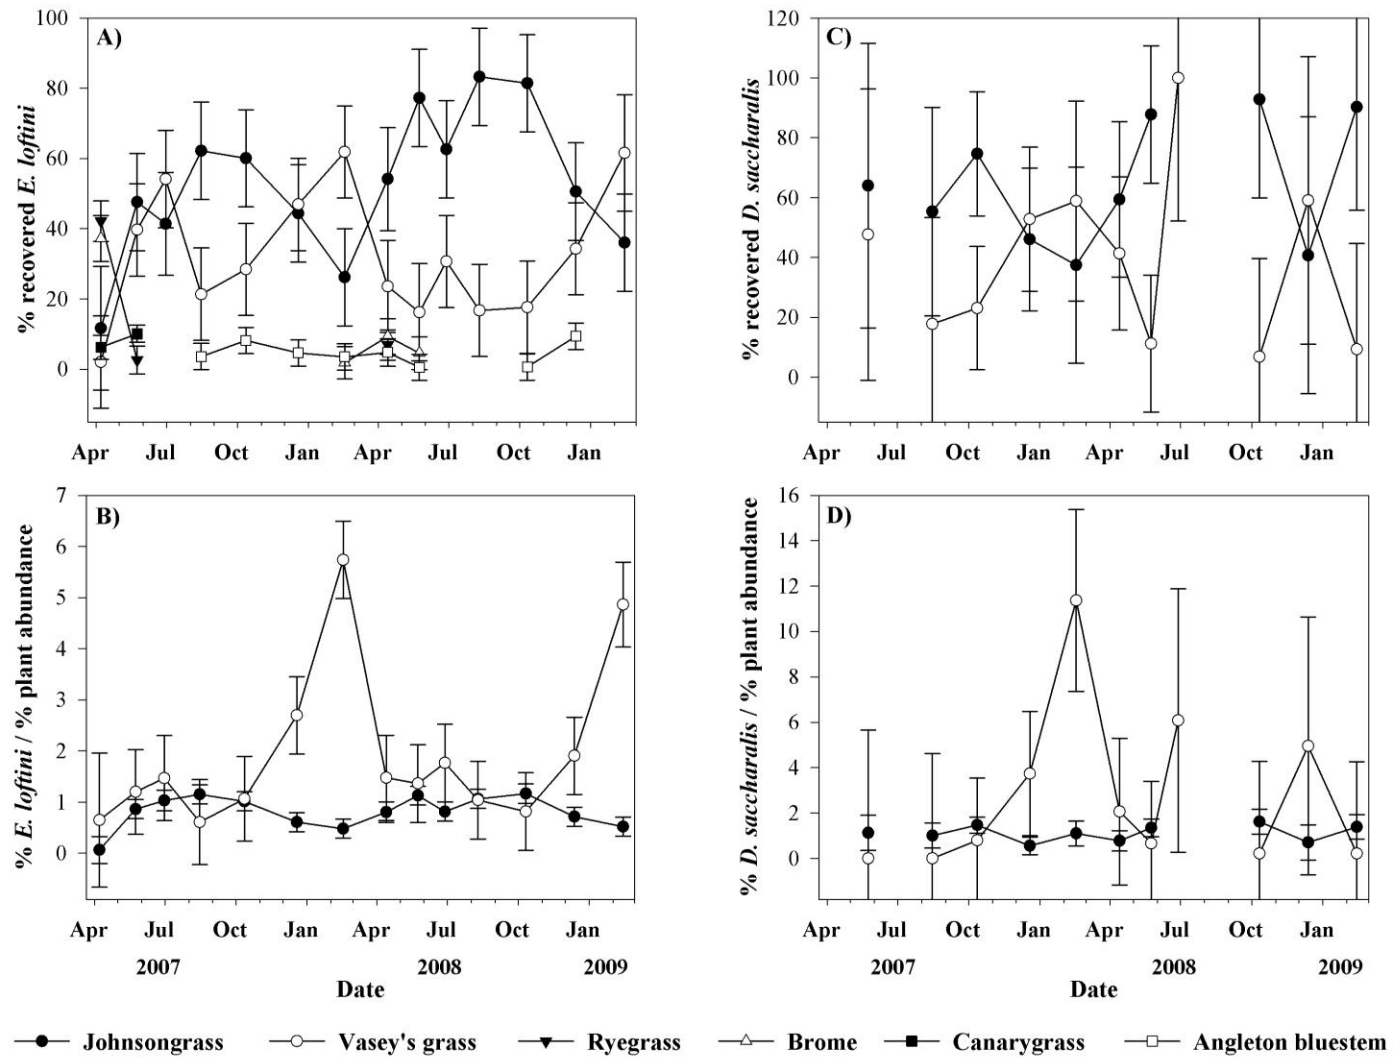 A)
% recovered E. loftini
100
80
60
40
20
0
Apr Jul Oct Jan Apr Jul Oct Jan
C)
% recovered D. saccharalis
120
100
80
60
40
20
0
Apr Jul Oct Jan Apr Jul Oct Jan
B)
% E. loftini / % plant abundance
7
6
5
4
3
2
1
0
Apr Jul Oct Jan Apr Jul Oct Jan
2007 2008 2009
Date
D)
% D. saccharalis / % plant abundance
16
14
12
10
8
6
4
2
0
Apr Jul Oct Jan Apr Jul Oct Jan
2007 2008 2009
Date
Johnsongrass Vasey's grass Ryegrass Brome Canarygrass Angleton bluestem